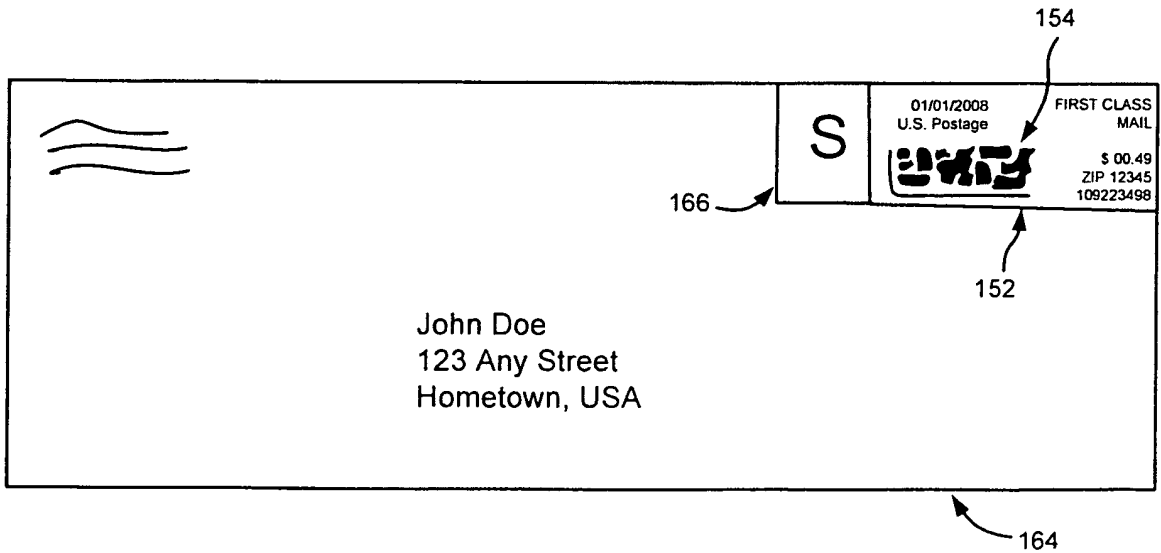 154
01/01/2008
U.S. Postage
FIRST CLASS
MAIL
S
$ 00.49
ZIP 12345
109223498
166
152
John Doe
123 Any Street
Hometown, USA
164